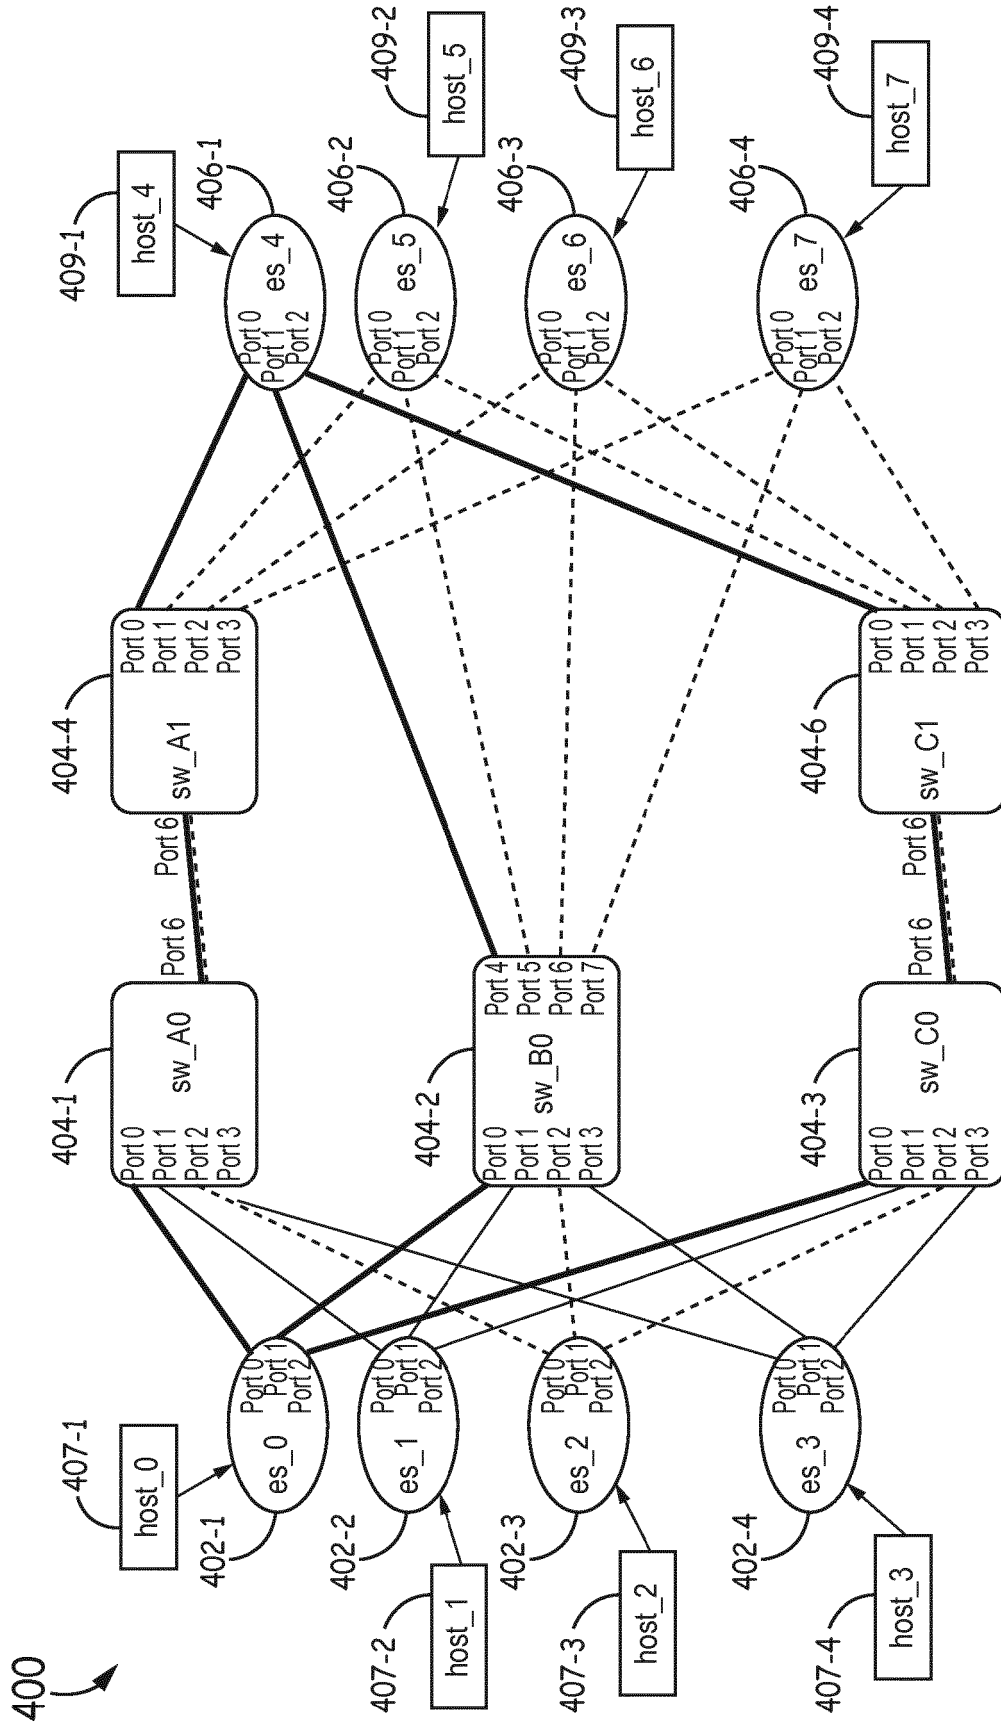 400
407-1
host_0
402-1
es_0
Port 0
Port 1
Port 2
407-2
host_1
402-2
es_1
Port 0
Port 1
Port 2
407-3
host_2
402-3
es_2
Port 0
Port 1
Port 2
407-4
host_3
402-4
es_3
Port 0
Port 1
Port 2
404-1
sw_A0
Port 0
Port 1
Port 2
Port 3
Port 6
404-2
sw_B0
Port 0
Port 1
Port 2
Port 3
Port 4
Port 5
Port 6
Port 7
404-3
sw_C0
Port 0
Port 1
Port 2
Port 3
Port 6
404-4
sw_A1
Port 6
Port 0
Port 1
Port 2
Port 3
404-6
sw_C1
Port 6
Port 0
Port 1
Port 2
Port 3
409-1
host_4
406-1
es_4
Port 0
Port 1
Port 2
409-2
host_5
406-2
es_5
Port 0
Port 1
Port 2
409-3
host_6
406-3
es_6
Port 0
Port 1
Port 2
409-4
host_7
406-4
es_7
Port 0
Port 1
Port 2